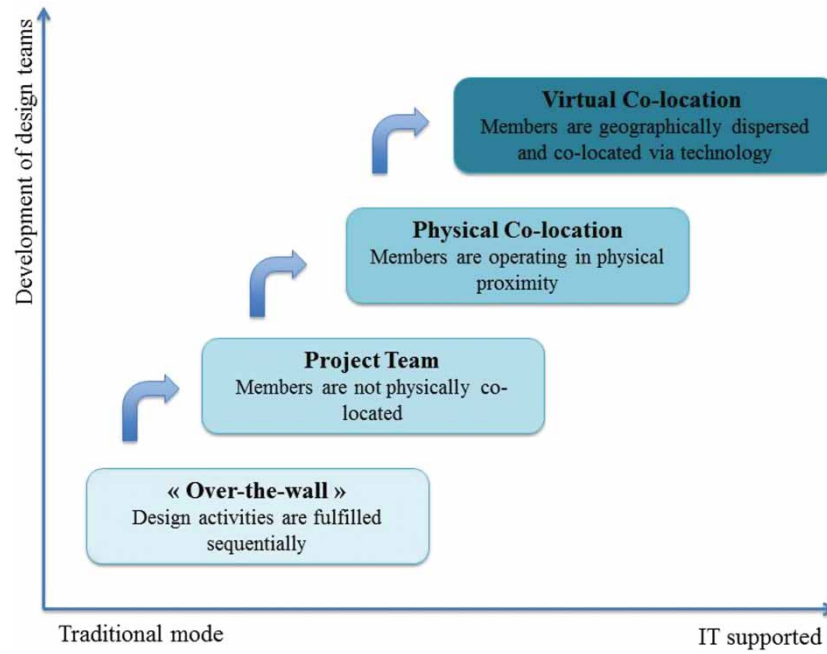 Development of design teams
Virtual Co-location
Members are geographically dispersed
and co-located via technology
Physical Co-location
Members are operating in physical
proximity
Project Team
Members are not physically co-
located
« Over-the-wall »
Design activities are fulfilled
sequentially
Traditional mode
IT supported